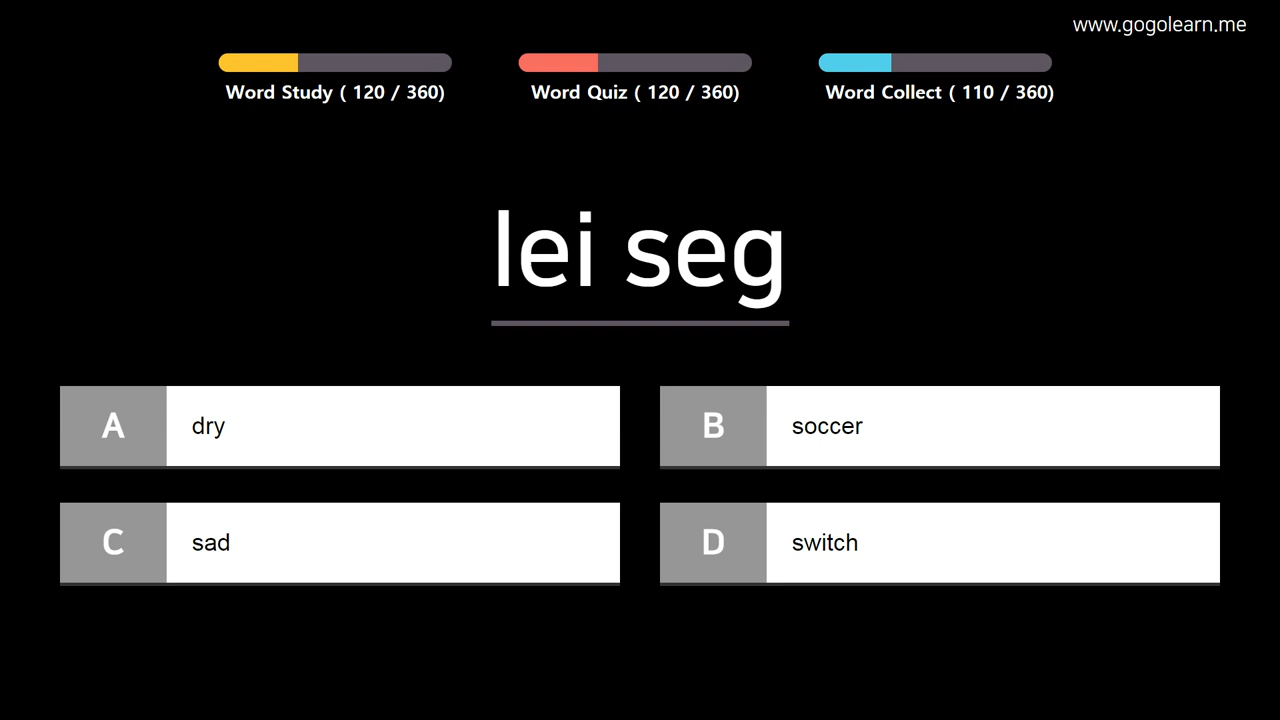 www.gogolearn.me
Word Study ( 120 / 360)
Word Quiz ( 120 / 360)
Word Collect ( 110 / 360)
lei seg
A dry
B soccer
C sad
D switch